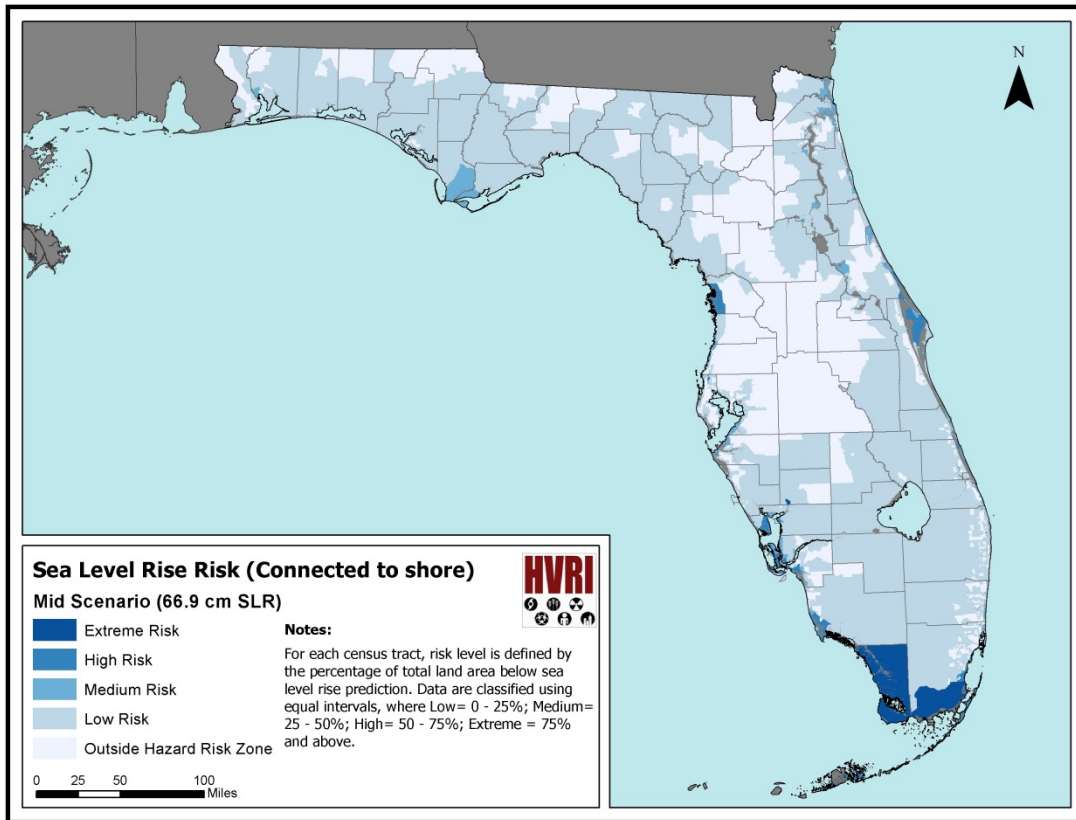 N
Sea Level Rise Risk (Connected to shore)
Mid Scenario (66.9 cm SLR)
Extreme Risk
High Risk
Medium Risk
Low Risk
Outside Hazard Risk Zone
0 25 50 100
Miles
HVRI
Notes:
For each census tract, risk level is defined by
the percentage of total land area below sea
level rise prediction. Data are classified using
equal intervals, where Low= 0 - 25%; Medium=
25 - 50%; High= 50 - 75%; Extreme = 75%
and above.